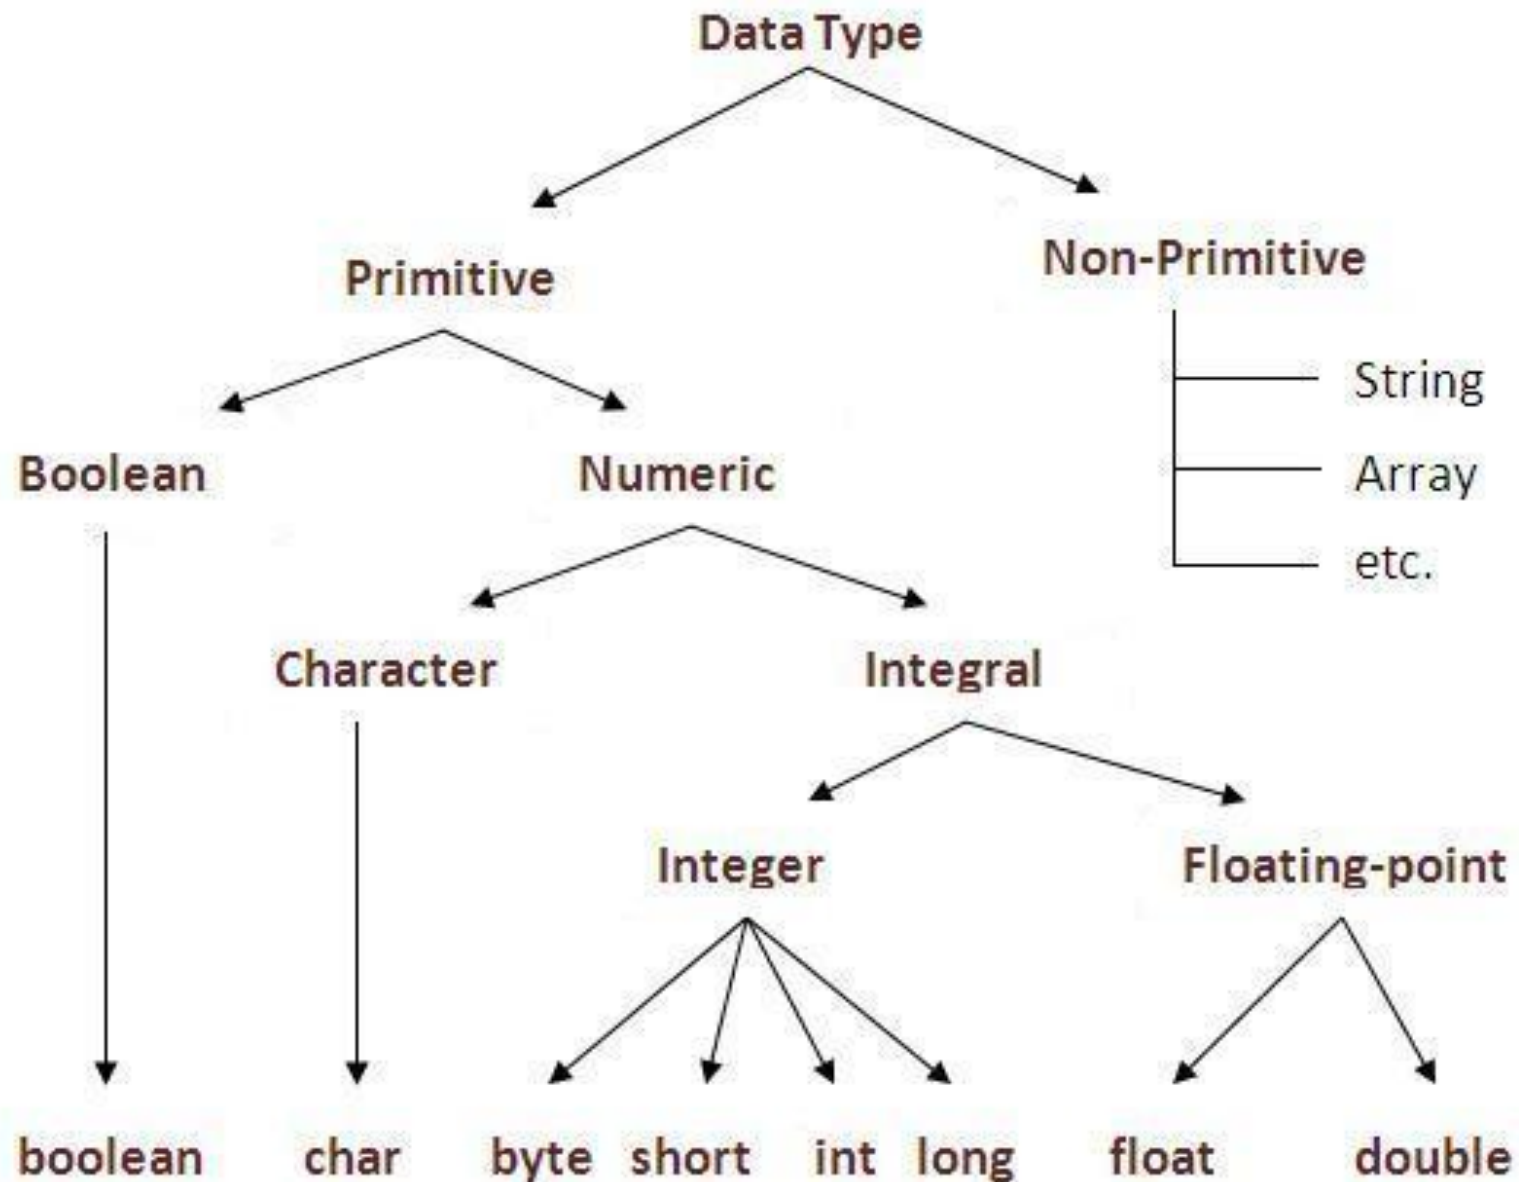 Data Type
Primitive
Non-Primitive
String
Array
etc.
Boolean
Numeric
Character
Integral
Integer
Floating-point
boolean char byte short int long float double